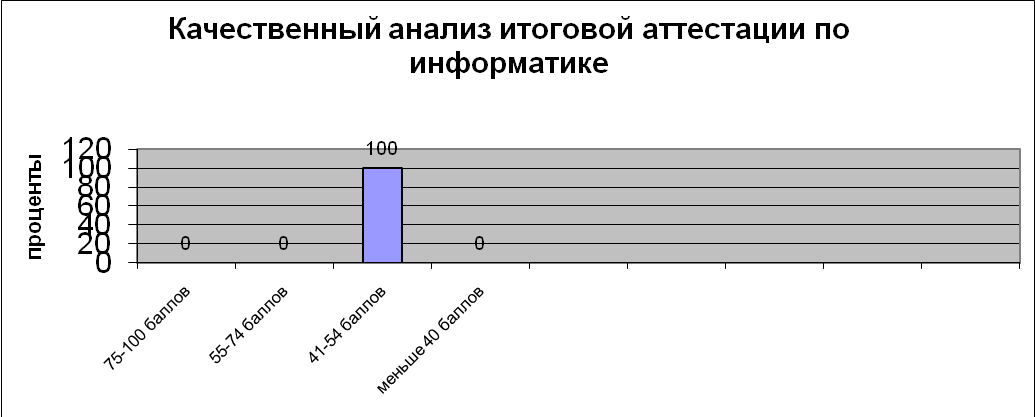 Качественный анализ итоговой аттестации по
информатике
проценты
120
100
80
60
40
20
0
0
0
100
0
75-100 баллов
55-74 баллов
41-54 баллов
меньше 40 баллов